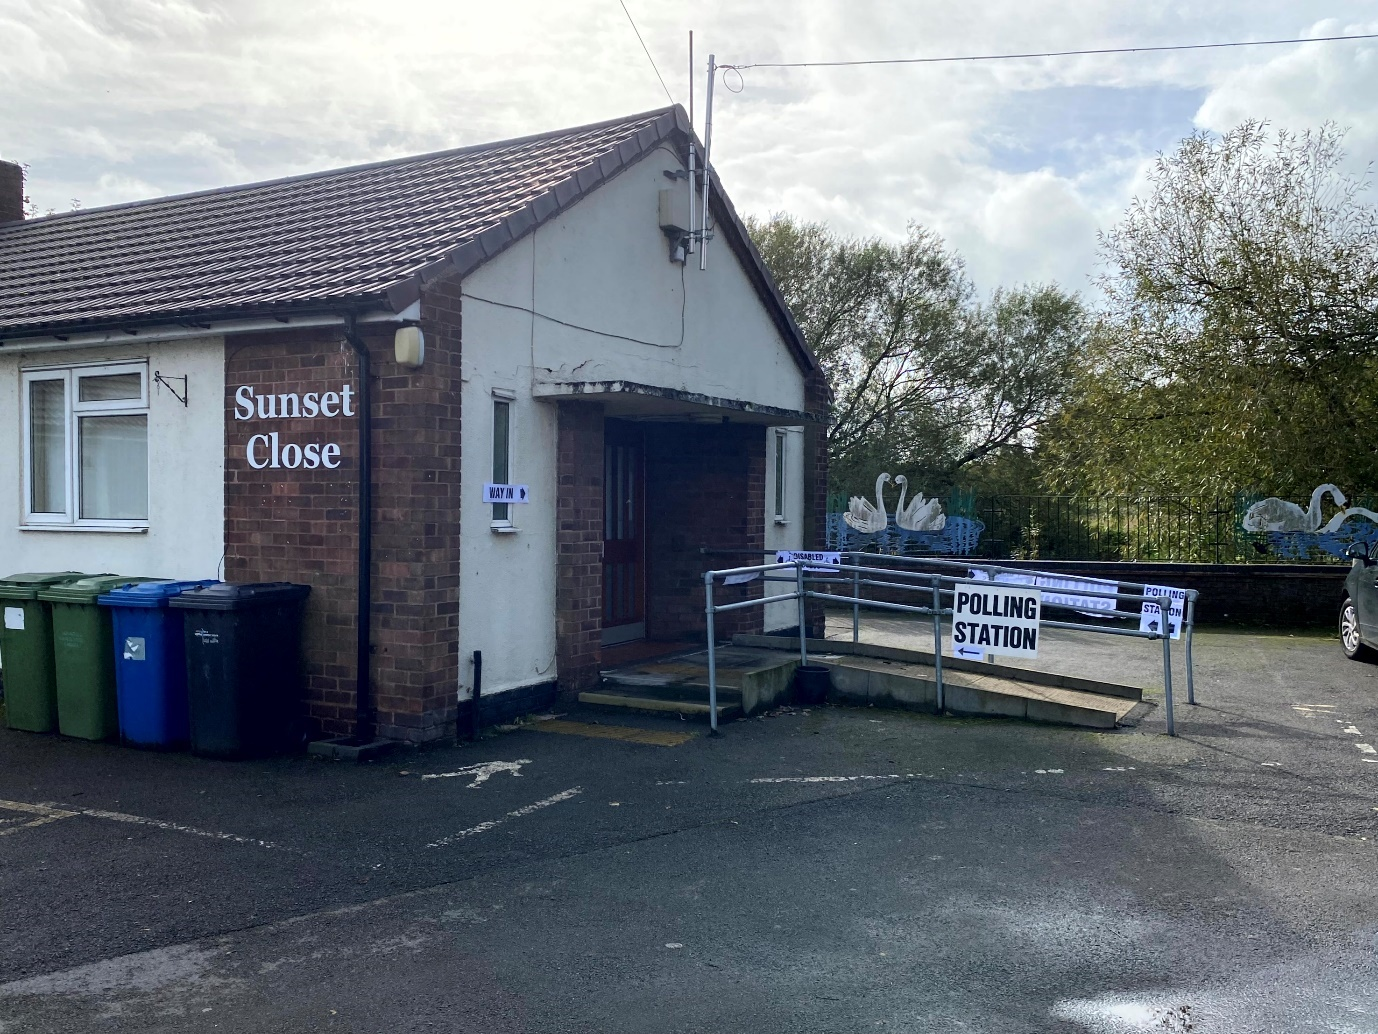 Sunset
Close
WAY IN
DISABLED
POLLING
STATION
POLLING
STATION